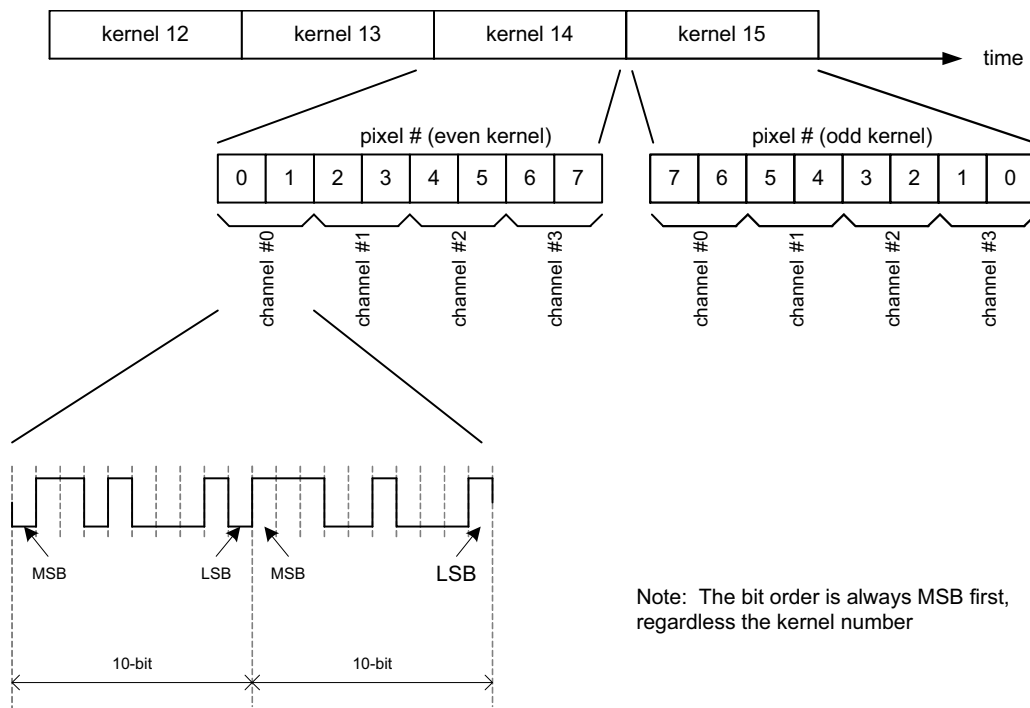 kernel 12 kernel 13 kernel 14 kernel 15
time
pixel # (even kernel) pixel # (odd kernel)
0 1 2 3 4 5 6 7 7 6 5 4 3 2 1 0
channel #0 channel #1 channel #2 channel #3 channel #0 channel #1 channel #2 channel #3
MSB LSB MSB LSB
Note: The bit order is always MSB first,
regardless the kernel number
10-bit 10-bit